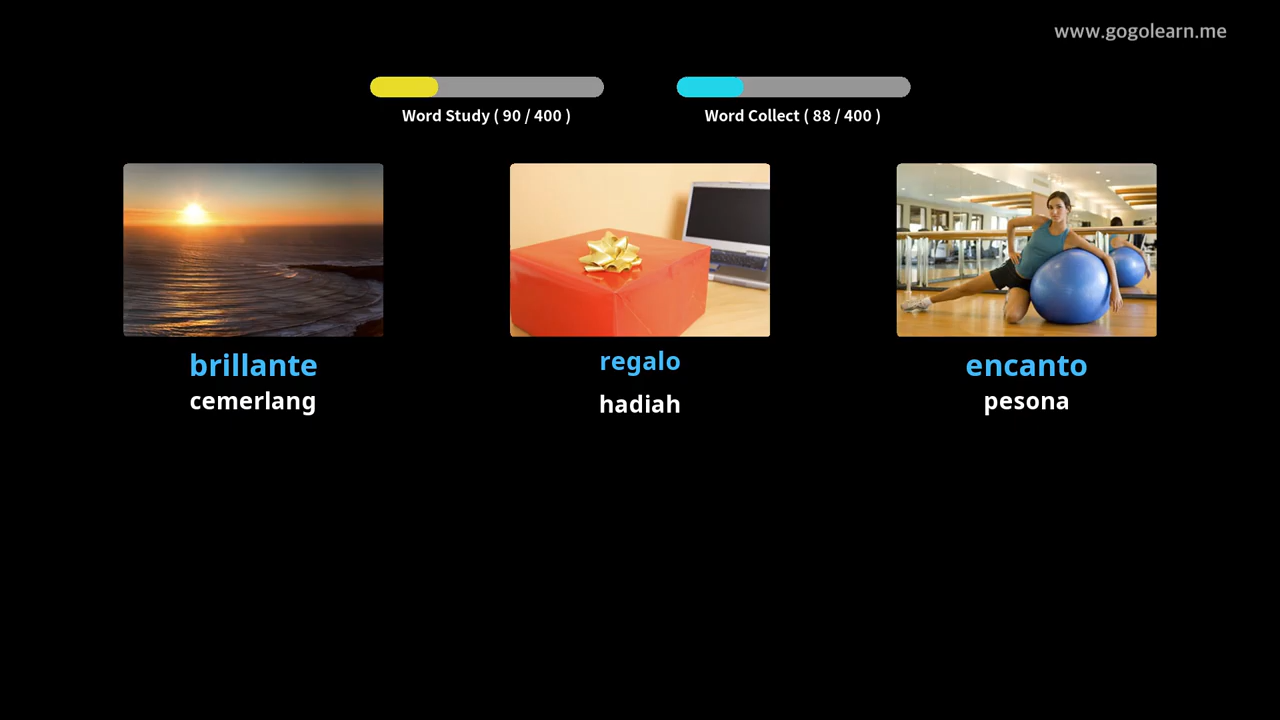 www.gogolearn.me
Word Study ( 90 / 400 )
Word Collect ( 88 / 400 )
brillante
cemerlang
regalo
hadiah
encanto
pesona